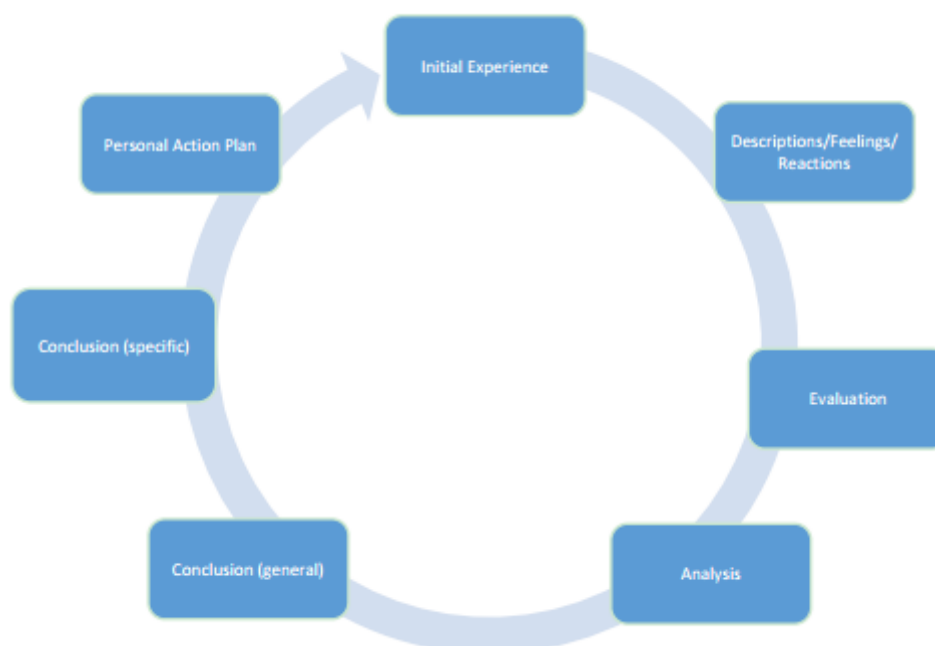 Initial Experience
Descriptions/Feelings/
Reactions
Evaluation
Analysis
Conclusion (general)
Conclusion (specific)
Personal Action Plan